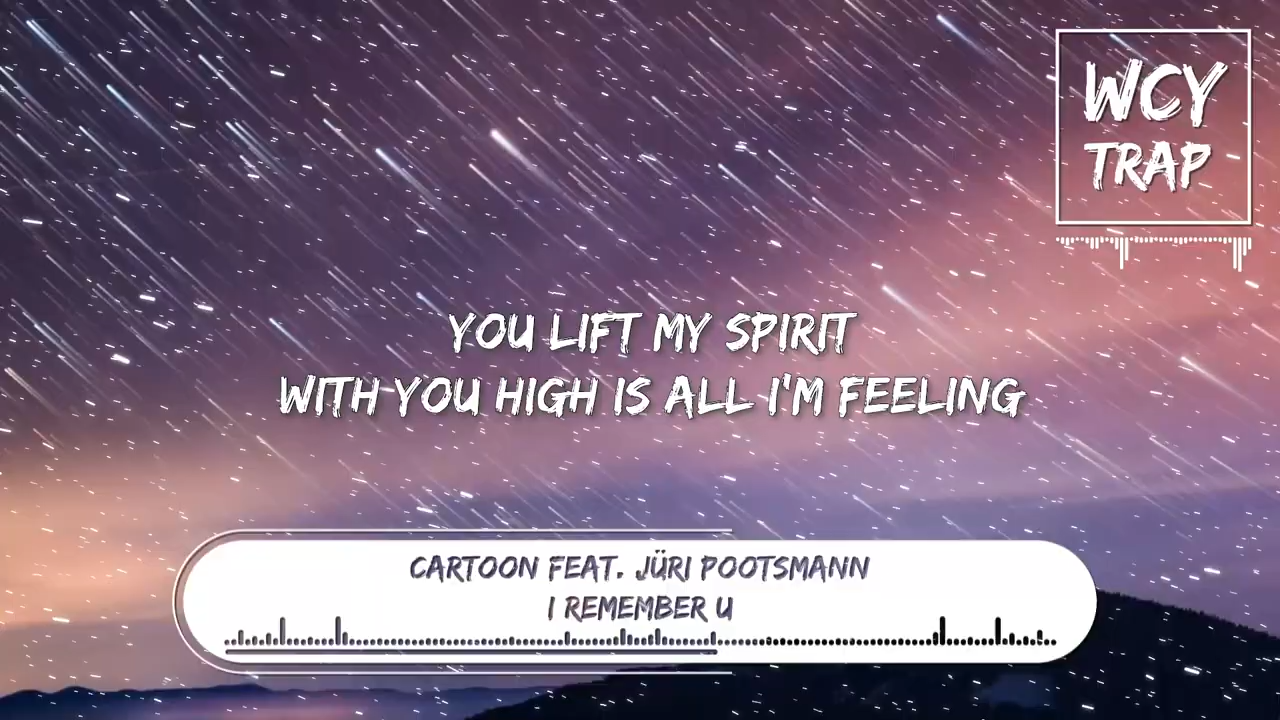 WCY
TRAP
YOU LIFT MY SPIRIT
WITH YOU HIGH IS ALL I'M FEELING
CARTOON FEAT. JÜRI POOTSMANN
I REMEMBER U